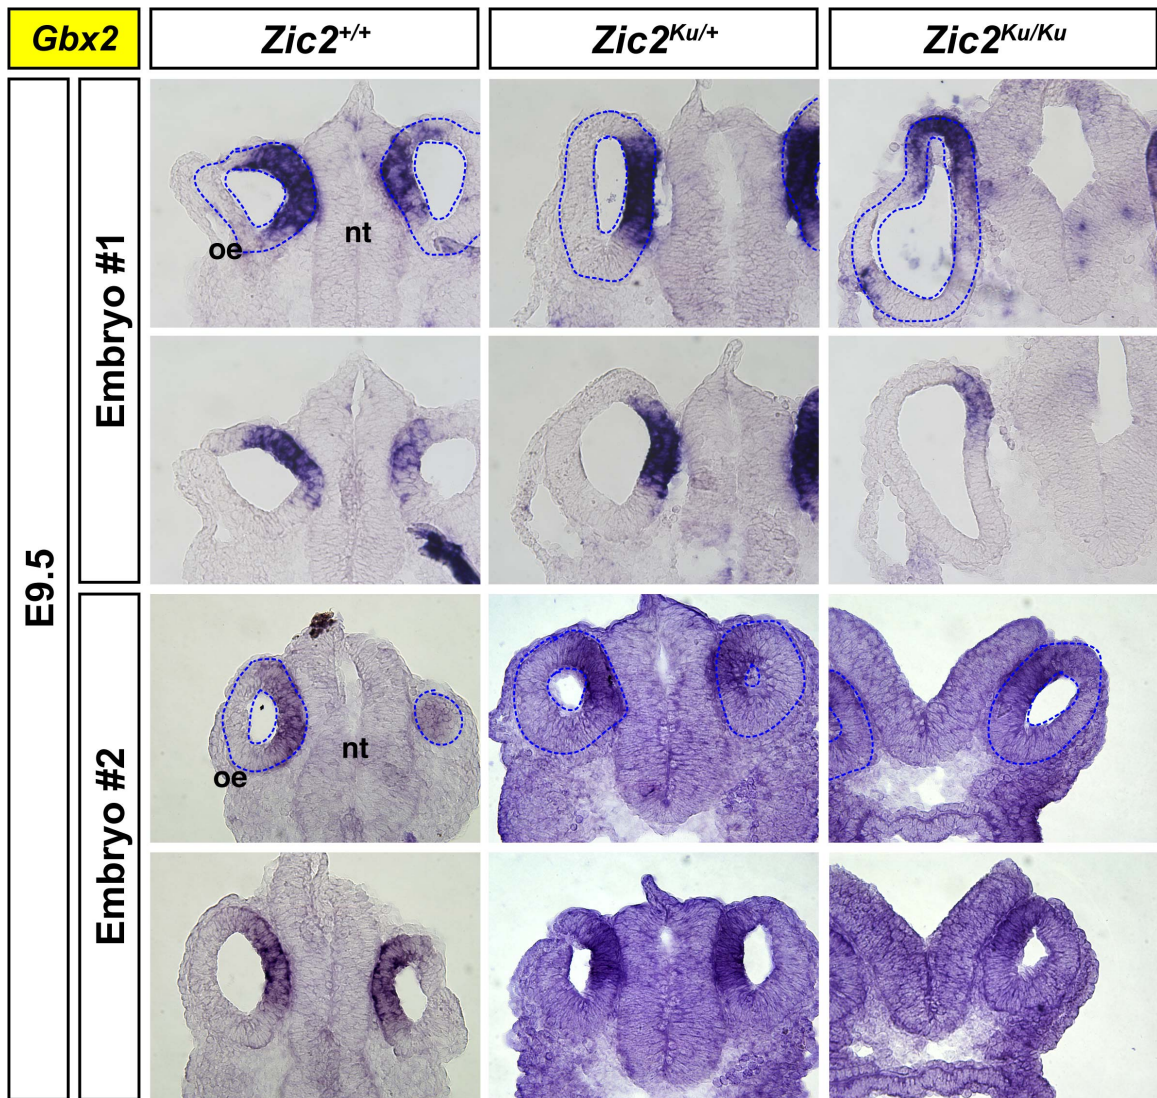 Gbx2
Zic2+/+
Zic2Ku/+
Zic2Ku/Ku
E9.5
Embryo #1
oe
nt
Embryo #2
oe
nt